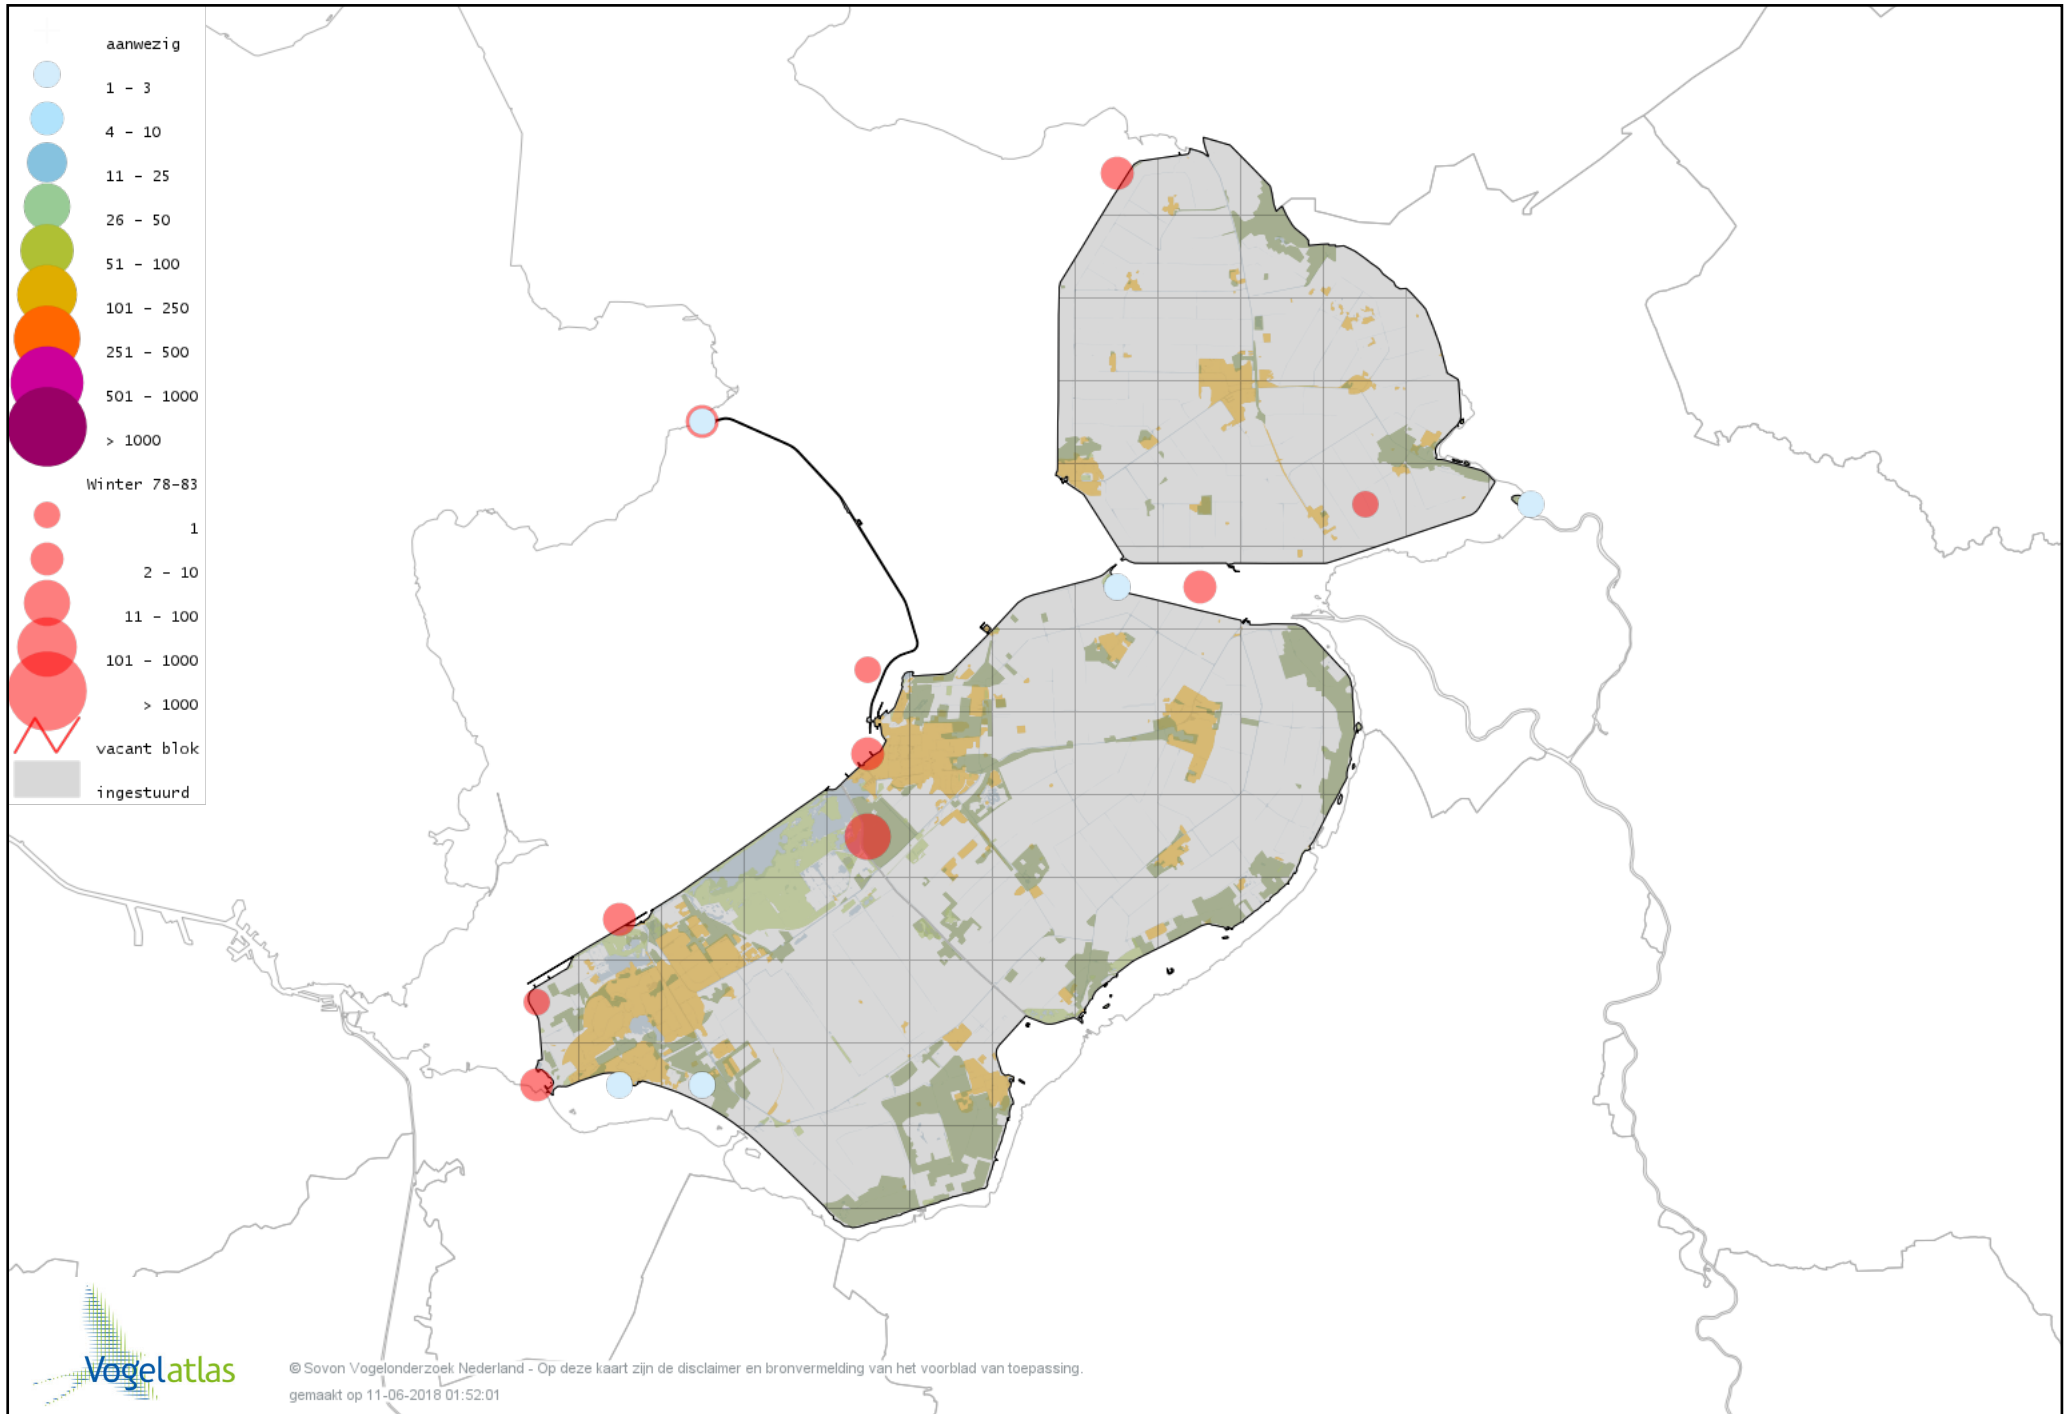 aanwezig
1 - 3
4 - 10
11 - 25
26 - 50
51 - 100
101 - 250
251 - 500
501 - 1000
> 1000
Winter 78-83
1
2 - 10
11 - 100
101 - 1000
> 1000
vacant blok
ingestuurd
Vogelatlas
© Sovon Vogelonderzoek Nederland - Op deze kaart zijn de disclaimer en bronvermelding van het voorblad van toepassing.
gemaakt op 11-06-2018 01:52:01